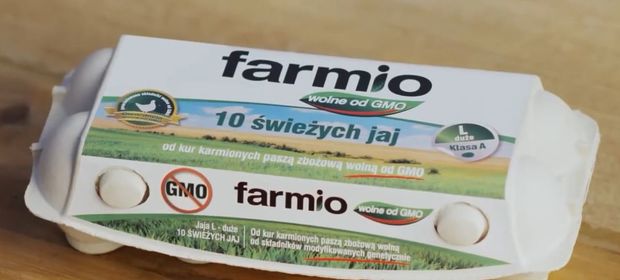 farmio
wolne od GMO
10 świeżych jaj
L
duże
Klasa A
od kur karmionych paszą zbożową wolną od GMO
GMO
farmio
wolne od GMO
Jaja L - duże
10 ŚWIEŻYCH JAJ
Od kur karmionych paszą zbożową wolną
od składników modyfikowanych genetycznie